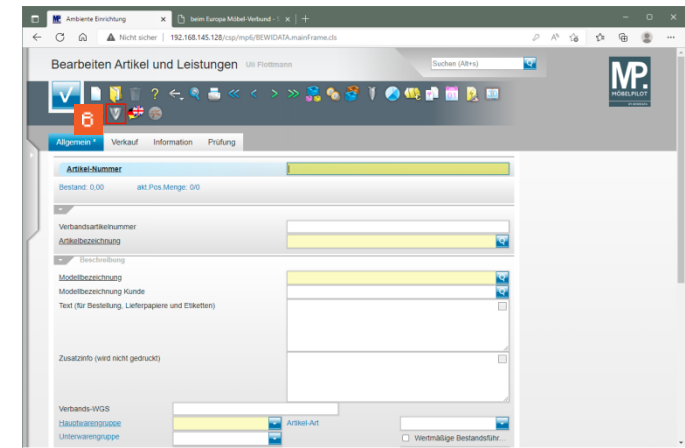 Ambiente Einrichtung
beim Europa Möbel-Verbund - S
Nicht sicher
192.168.145.128/csp/mp6/BEWIDATA.mainFrame.cls
Bearbeiten Artikel und Leistungen Uli Flottmann
Suchen (Alt+s)
MP.
MÖBELPILOT
6
Allgemein *
Verkauf
Information
Prüfung
Artikel-Nummer
Bestand: 0,00
akt.Pos.Menge: 0/0
Verbandsartikelnummer
Artikelbezeichnung
Beschreibung
Modellbezeichnung
Modellbezeichnung Kunde
Text (für Bestellung, Lieferpapiere und Etiketten)
Zusatzinfo (wird nicht gedruckt)
Verbands-WGS
Hauptwarengruppe
Artikel-Art
Unterwarengruppe
Wertmäßige Bestandsführ...